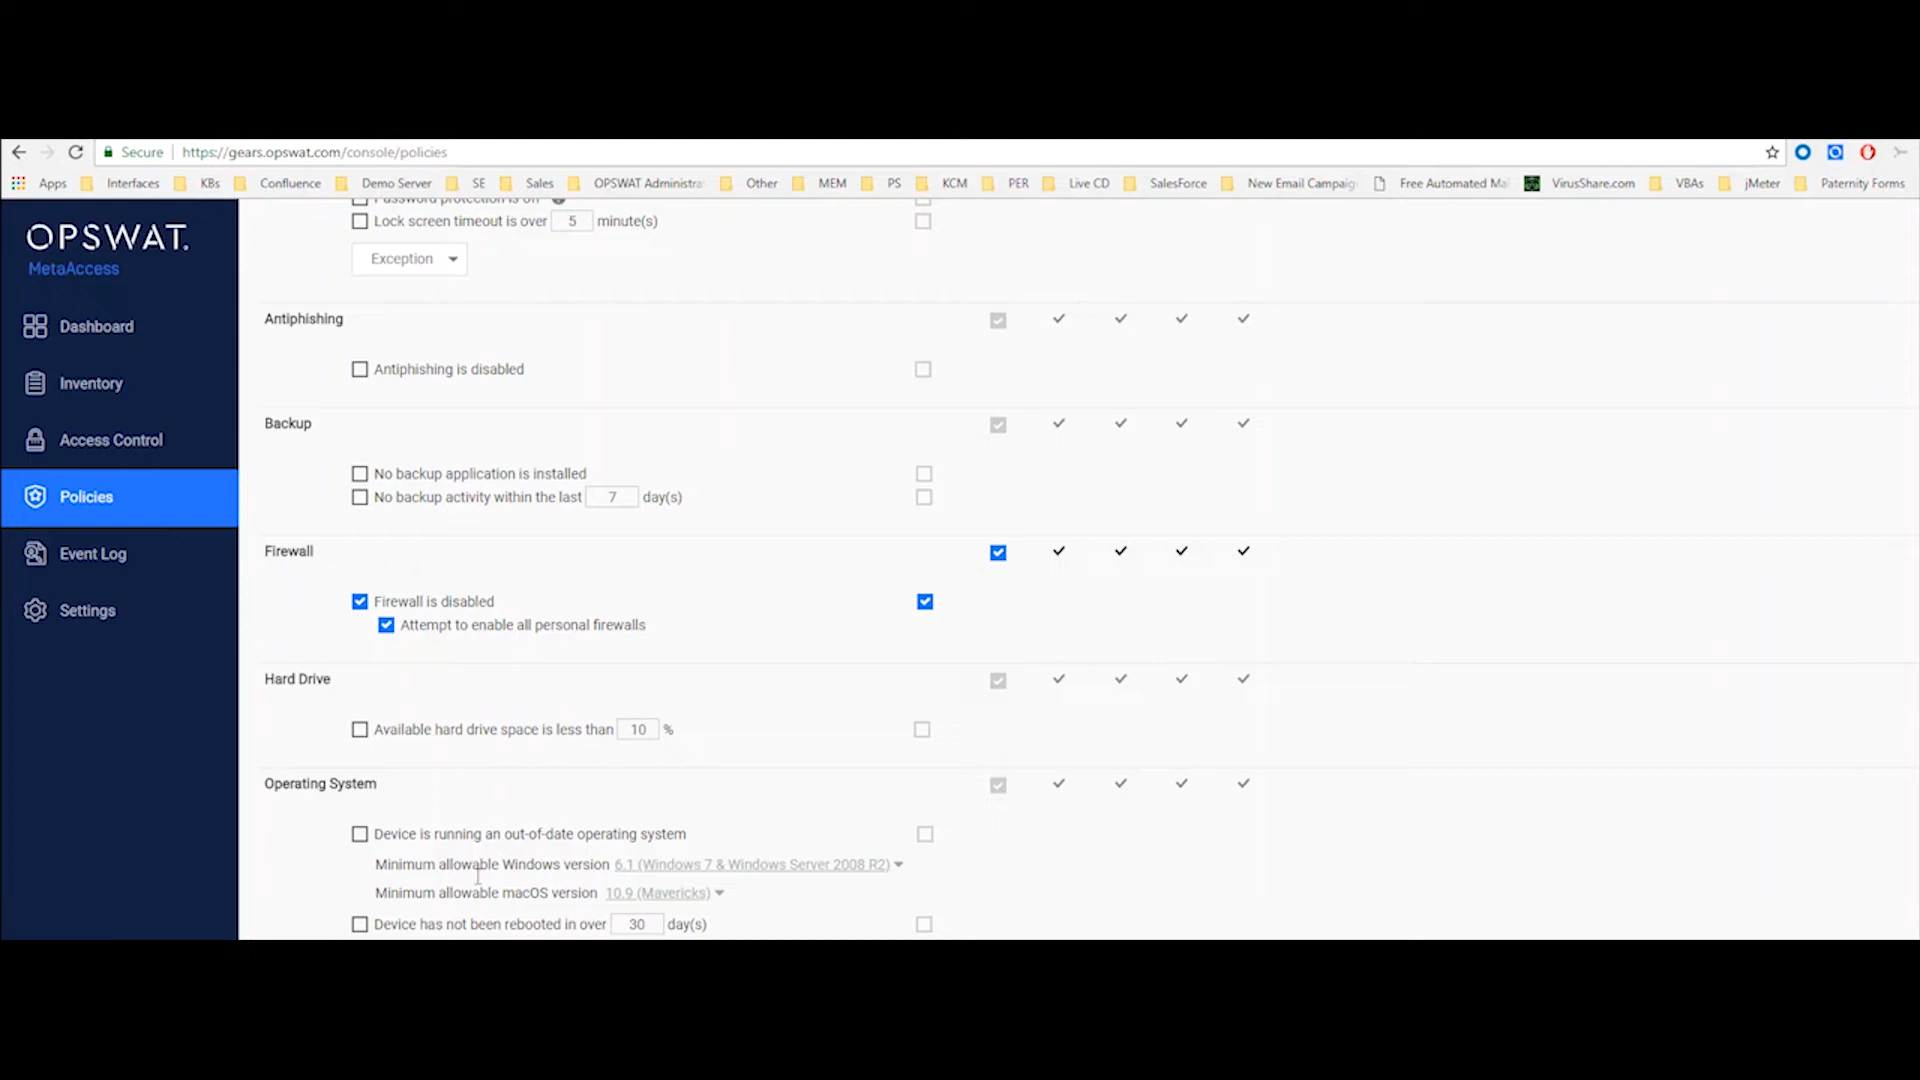 Secure https://gears.opswat.com/console/policies
Apps Interfaces KBs Confluence Demo Server SE Sales OPSWAT Administra Other MEM PS KCM PER Live CD SalesForce New Email Campaig Free Automated Ma VirusShare.com VBAs jMeter Paternity Forms
OPSWAT.
MetaAccess
Dashboard
Inventory
Access Control
Policies
Event Log
Settings
Password protection is off
Lock screen timeout is over 5 minute(s)
Exception
Antiphishing
Antiphishing is disabled
Backup
No backup application is installed
No backup activity within the last 7 day(s)
Firewall
Firewall is disabled
Attempt to enable all personal firewalls
Hard Drive
Available hard drive space is less than 10 %
Operating System
Device is running an out-of-date operating system
Minimum allowable Windows version 6.1 (Windows 7 & Windows Server 2008 R2)
Minimum allowable macOS version 10.9 (Mavericks)
Device has not been rebooted in over 30 day(s)